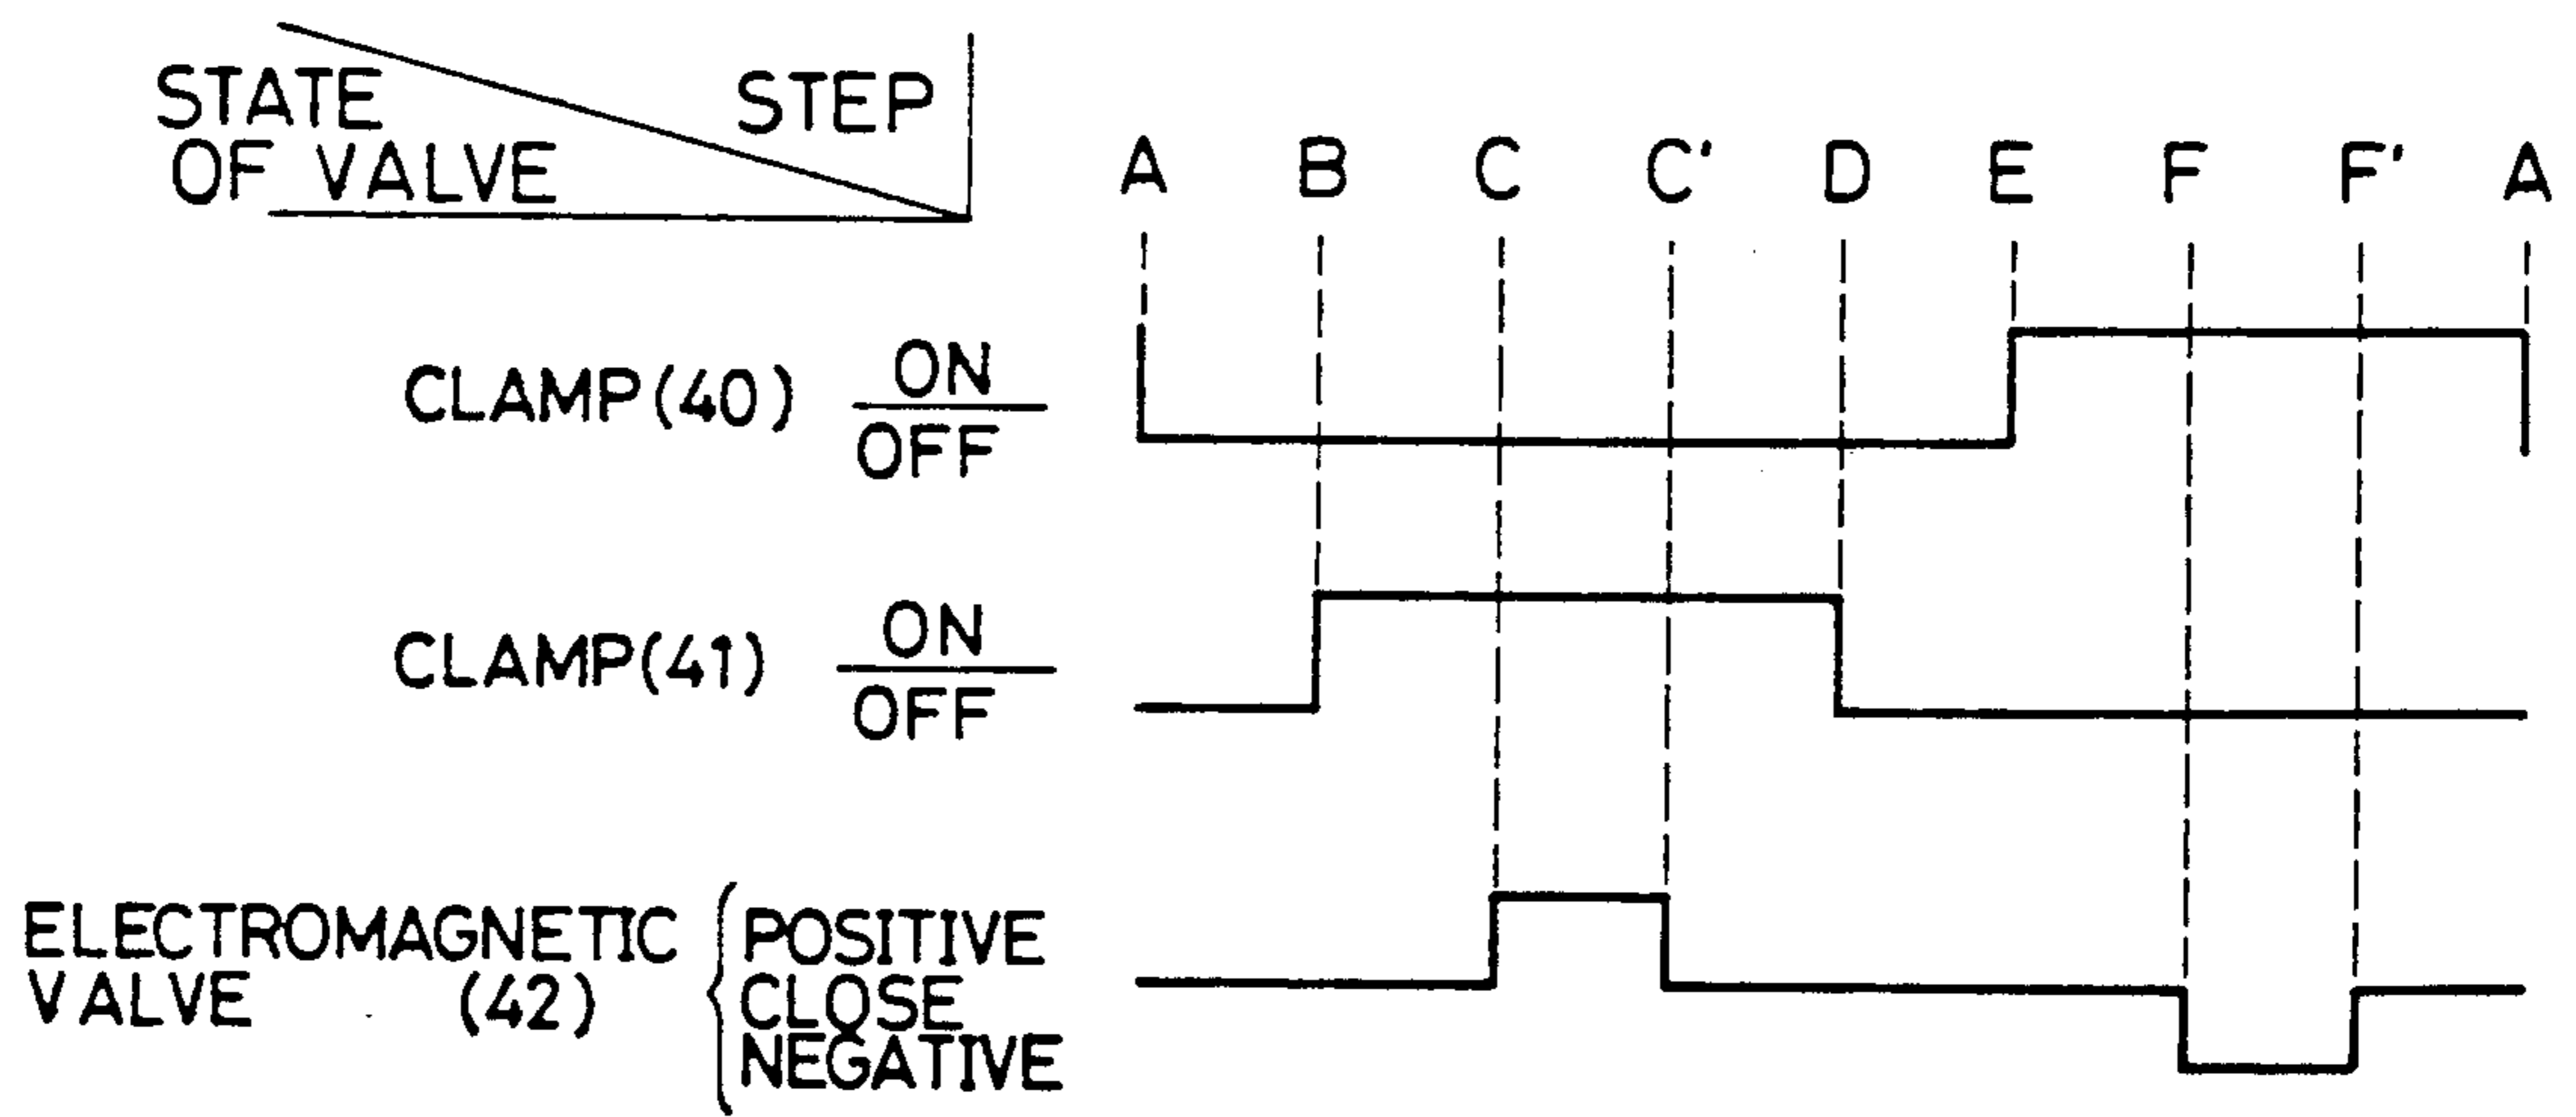 STATE
OF VALVE
STEP
A B C C' D E F F' A
CLAMP(40) ON
OFF
CLAMP(41) ON
OFF
ELECTROMAGNETIC
VALVE (42)
POSITIVE
CLOSE
NEGATIVE